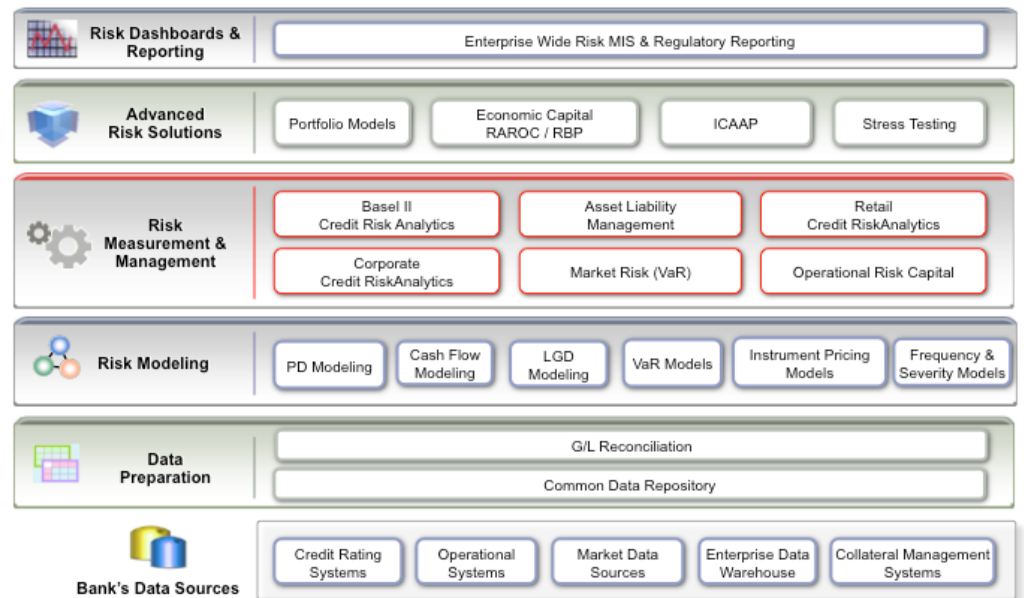 Risk Dashboards &
Reporting
Enterprise Wide Risk MIS & Regulatory Reporting
Advanced
Risk Solutions
Portfolio Models
Economic Capital
RAROC / RBP
ICAAP
Stress Testing
Risk
Measurement &
Management
Basel II
Credit Risk Analytics
Asset Liability
Management
Retail
Credit RiskAnalytics
Corporate
Credit RiskAnalytics
Market Risk (VaR)
Operational Risk Capital
Risk Modeling
PD Modeling
Cash Flow
Modeling
LGD
Modeling
VaR Models
Instrument Pricing
Models
Frequency &
Severity Models
Data
Preparation
G/L Reconciliation
Common Data Repository
Bank's Data Sources
Credit Rating
Systems
Operational
Systems
Market Data
Sources
Enterprise Data
Warehouse
Collateral Management
Systems